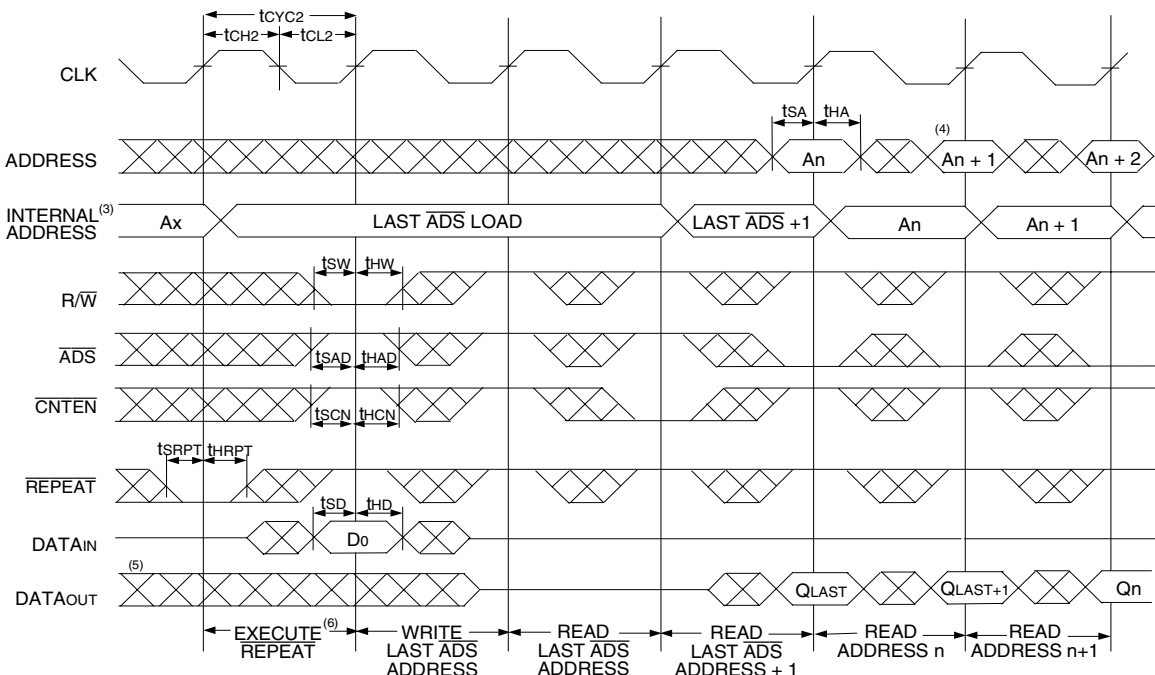 tCYC2
tCH2 tCL2
CLK
tSA tHA
ADDRESS An (4) An + 1 An + 2
INTERNAL (3) ADDRESS Ax LAST ADS LOAD LAST ADS +1 An An + 1
tSW tHW
R/W
ADS tSAD tHAD
CNTEN tSCN tHCN
tSRPT tHRPT
REPEAT
tSD tHD
DATAIN D0
(5)
DATAOUT QLAST QLAST+1 Qn
EXECUTE (6) REPEAT
WRITE LAST ADS ADDRESS
READ LAST ADS ADDRESS
READ LAST ADS ADDRESS + 1
READ ADDRESS n
READ ADDRESS n+1